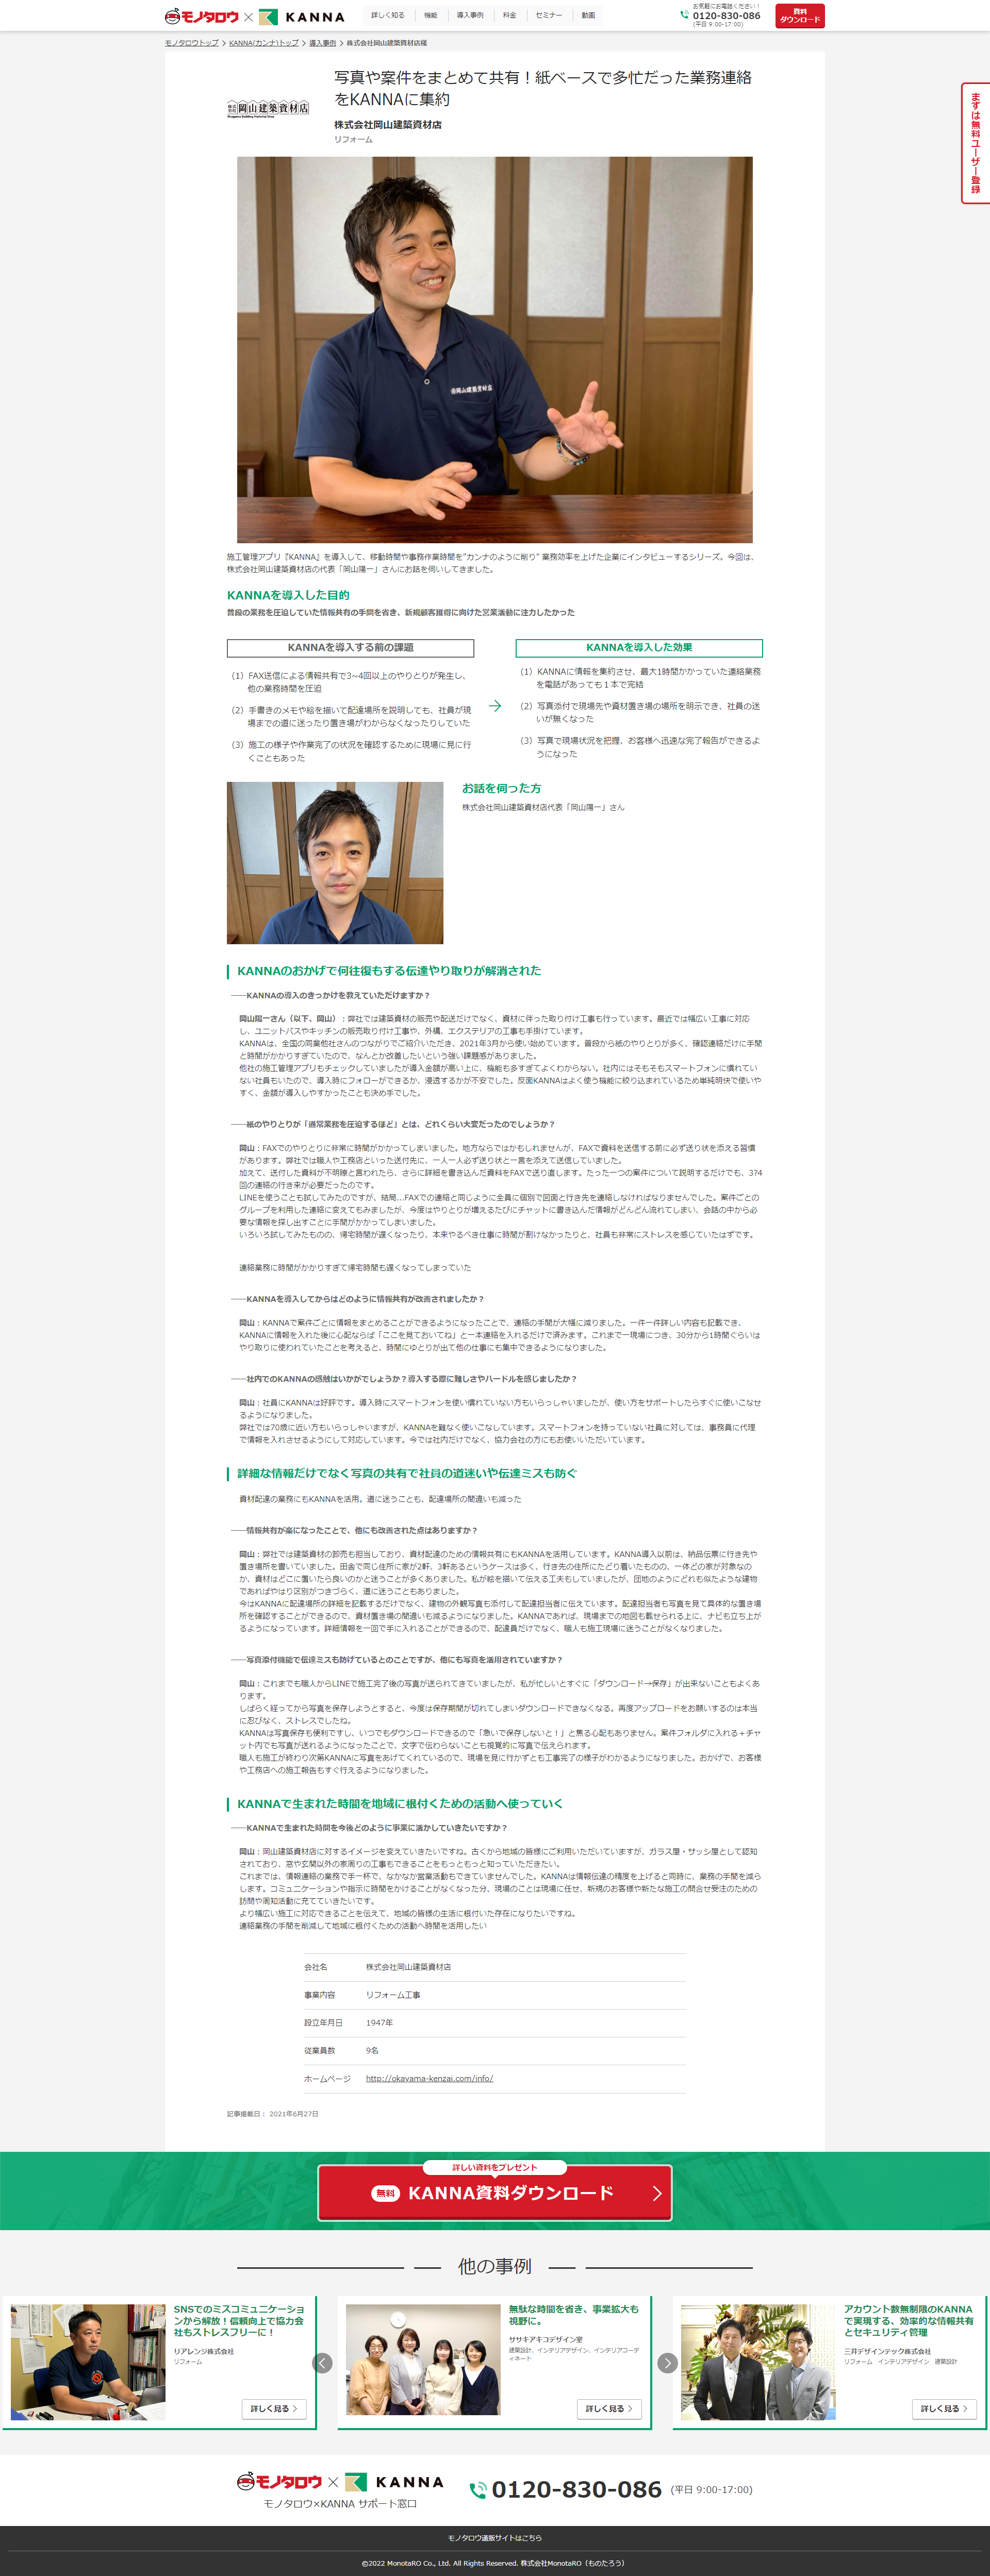 モノタロウ × KANNA
詳しく知る
機能
導入事例
料金
セミナー
動画
お気軽にお電話ください！
0120-830-086
(平日 9:00-17:00)
資料
ダウンロード
まずは無料ユーザー登録
モノタロウトップ > KANNA(カンナ)トップ > 導入事例 > 株式会社岡山建築資材店様
株式会社 岡山建築資材店
写真や案件をまとめて共有！紙ベースで多忙だった業務連絡
をKANNAに集約
株式会社岡山建築資材店
リフォーム
㈱岡山建築資材店
施工管理アプリ『KANNA』を導入して、移動時間や事務作業時間を”カンナのように削り” 業務効率を上げた企業にインタビューするシリーズ。今回は、
株式会社岡山建築資材店の代表「岡山陽一」さんにお話を伺いしてきました。
KANNAを導入した目的
普段の業務を圧迫していた情報共有の手間を省き、新規顧客獲得に向けた営業活動に注力したかった
KANNAを導入する前の課題
（1）FAX送信による情報共有で3~4回以上のやりとりが発生し、
他の業務時間を圧迫
（2）手書きのメモや絵を描いて配達場所を説明しても、社員が現
場までの道に迷ったり置き場がわからなくなったりしていた
（3）施工の様子や作業完了の状況を確認するために現場に見に行
くこともあった
KANNAを導入した効果
（1）KANNAに情報を集約させ、最大1時間かかっていた連絡業務
を電話があっても１本で完結
（2）写真添付で現場先や資材置き場の場所を明示でき、社員の迷
いが無くなった
（3）写真で現場状況を把握、お客様へ迅速な完了報告ができるよ
うになった
お話を伺った方
株式会社岡山建築資材店代表「岡山陽一」さん
KANNAのおかげで何往復もする伝達やり取りが解消された
――KANNAの導入のきっかけを教えていただけますか？
岡山陽一さん（以下、岡山）：弊社では建築資材の販売や配送だけでなく、資材に伴った取り付け工事も行っています。最近では幅広い工事に対応
し、ユニットバスやキッチンの販売取り付け工事や、外構、エクステリアの工事も手掛けています。
KANNAは、全国の同業他社さんのつながりでご紹介いただき、2021年3月から使い始めています。普段から紙のやりとりが多く、確認連絡だけに手間
と時間がかかりすぎていたので、なんとか改善したいという強い課題感がありました。
他社の施工管理アプリもチェックしていましたが導入金額が高い上に、機能も多すぎてよくわからない。社内にはそもそもスマートフォンに慣れてい
ない社員もいたので、導入時にフォローができるか、浸透するかが不安でした。反面KANNAはよく使う機能に絞り込まれているため単純明快で使いや
すく、金額が導入しやすかったことも決め手でした。
――紙のやりとりが「通常業務を圧迫するほど」とは、どれくらい大変だったのでしょうか？
岡山：FAXでのやりとりに非常に時間がかかってしまいました。地方ならではかもしれませんが、FAXで資料を送信する前に必ず送り状を添える習慣
があります。弊社では職人や工務店といった送付先に、一人一人必ず送り状と一言を添えて送信していました。
加えて、送付した資料が不明瞭と言われたら、さらに詳細を書き込んだ資料をFAXで送り直します。たった一つの案件について説明するだけでも、3?4
回の連絡の行き来が必要だったのです。
LINEを使うことも試してみたのですが、結局…FAXでの連絡と同じように全員に個別で図面と行き先を連絡しなければなりませんでした。案件ごとの
グループを利用した連絡に変えてもみましたが、今度はやりとりが増えるたびにチャットに書き込んだ情報がどんどん流れてしまい、会話の中から必
要な情報を探し出すことに手間がかかってしまいました。
いろいろ試してみたものの、帰宅時間が遅くなったり、本来やるべき仕事に時間が割けなかったりと、社員も非常にストレスを感じていたはずです。
連絡業務に時間がかかりすぎて帰宅時間も遅くなってしまっていた
――KANNAを導入してからはどのように情報共有が改善されましたか？
岡山：KANNAで案件ごとに情報をまとめることができるようになったことで、連絡の手間が大幅に減りました。一件一件詳しい内容も記載でき、
KANNAに情報を入れた後に心配ならば「ここを見ておいてね」と一本連絡を入れるだけで済みます。これまで一現場につき、30分から1時間ぐらいは
やり取りに使われていたことを考えると、時間にゆとりが出て他の仕事にも集中できるようになりました。
――社内でのKANNAの感触はいかがでしょうか？導入する際に難しさやハードルを感じましたか？
岡山：社員にKANNAは好評です。導入時にスマートフォンを使い慣れていない方もいらっしゃいましたが、使い方をサポートしたらすぐに使いこなせ
るようになりました。
弊社では70歳に近い方もいらっしゃいますが、KANNAを難なく使いこなしています。スマートフォンを持っていない社員に対しては、事務員に代理
で情報を入れさせるようにして対応しています。今では社内だけでなく、協力会社の方にもお使いいただいています。
詳細な情報だけでなく写真の共有で社員の道迷いや伝達ミスも防ぐ
資材配達の業務にもKANNAを活用。道に迷うことも、配達場所の間違いも減った
――情報共有が楽になったことで、他にも改善された点はありますか？
岡山：弊社では建築資材の卸売も担当しており、資材配達のための情報共有にもKANNAを活用しています。KANNA導入以前は、納品伝票に行き先や
置き場所を書いていました。田舎で同じ住所に家が2軒、3軒あるというケースは多く、行き先の住所にたどり着いたものの、一体どの家が対象なの
か、資材はどこに置いたら良いのかと迷うことが多くありました。私が絵を描いて伝える工夫もしていましたが、団地のようにどれも似たような建物
であればやはり区別がつきづらく、道に迷うこともありました。
今はKANNAに配達場所の詳細を記載するだけでなく、建物の外観写真も添付して配達担当者に伝えています。配達担当者も写真を見て具体的な置き場
所を確認することができるので、資材置き場の間違いも減るようになりました。KANNAであれば、現場までの地図も載せられる上に、ナビも立ち上が
るようになっています。詳細情報を一回で手に入れることができるので、配達員だけでなく、職人も施工現場に迷うことがなくなりました。
――写真添付機能で伝達ミスも防げているとのことですが、他にも写真を活用されていますか？
岡山：これまでも職人からLINEで施工完了後の写真が送られてきていましたが、私が忙しいとすぐに「ダウンロード→保存」が出来ないこともよくあ
ります。
しばらく経ってから写真を保存しようとすると、今度は保存期間が切れてしまいダウンロードできなくなる。再度アップロードをお願いするのは本当
に忍びなく、ストレスでしたね。
KANNAは写真保存も便利ですし、いつでもダウンロードできるので「急いで保存しないと！」と焦る心配もありません。案件フォルダに入れる＋チャ
ット内でも写真が送れるようになったことで、文字で伝わらないことも視覚的に写真で伝えられます。
職人も施工が終わり次第KANNAに写真をあげてくれているので、現場を見に行かずとも工事完了の様子がわかるようになりました。おかげで、お客様
や工務店への施工報告もすぐ行えるようになりました。
KANNAで生まれた時間を地域に根付くための活動へ使っていく
――KANNAで生まれた時間を今後どのように事業に活かしていきたいですか？
岡山：岡山建築資材店に対するイメージを変えていきたいですね。古くから地域の皆様にご利用いただいていますが、ガラス屋・サッシ屋として認知
されており、窓や玄関以外の家周りの工事もできることをもっともっと知っていただきたい。
これまでは、情報連絡の業務で手一杯で、なかなか営業活動もできていませんでした。KANNAは情報伝達の精度を上げると同時に、業務の手間を減ら
します。コミュニケーションや指示に時間をかけることがなくなった分、現場のことは現場に任せ、新規のお客様や新たな施工の問合せ受注のための
訪問や周知活動に充てていきたいです。
より幅広い施工に対応できることを伝えて、地域の皆様の生活に根付いた存在になりたいですね。
連絡業務の手間を削減して地域に根付くための活動へ時間を活用したい
会社名 株式会社岡山建築資材店
事業内容 リフォーム工事
設立年月日 1947年
従業員数 9名
ホームページ http://okayama-kenzai.com/info/
記事掲載日： 2021年6月27日
詳しい資料をプレゼント
無料 KANNA資料ダウンロード
他の事例
SNSでのミスコミュニケーショ
ンから解放！信頼向上で協力会
社もストレスフリーに！
リアレンジ株式会社
リフォーム
詳しく見る
無駄な時間を省き、事業拡大も
視野に。
ササキアキコデザイン室
建築設計、インテリアデザイン、インテリアコーデ
ィネート
詳しく見る
アカウント数無制限のKANNA
で実現する、効率的な情報共有
とセキュリティ管理
三井デザインテック株式会社
リフォーム インテリアデザイン 建築設計
詳しく見る
モノタロウ × KANNA
モノタロウ×KANNA サポート窓口
0120-830-086 (平日 9:00-17:00)
モノタロウ通販サイトはこちら
©2022 MonotaRO Co., Ltd. All Rights Reserved. 株式会社MonotaRO（ものたろう）